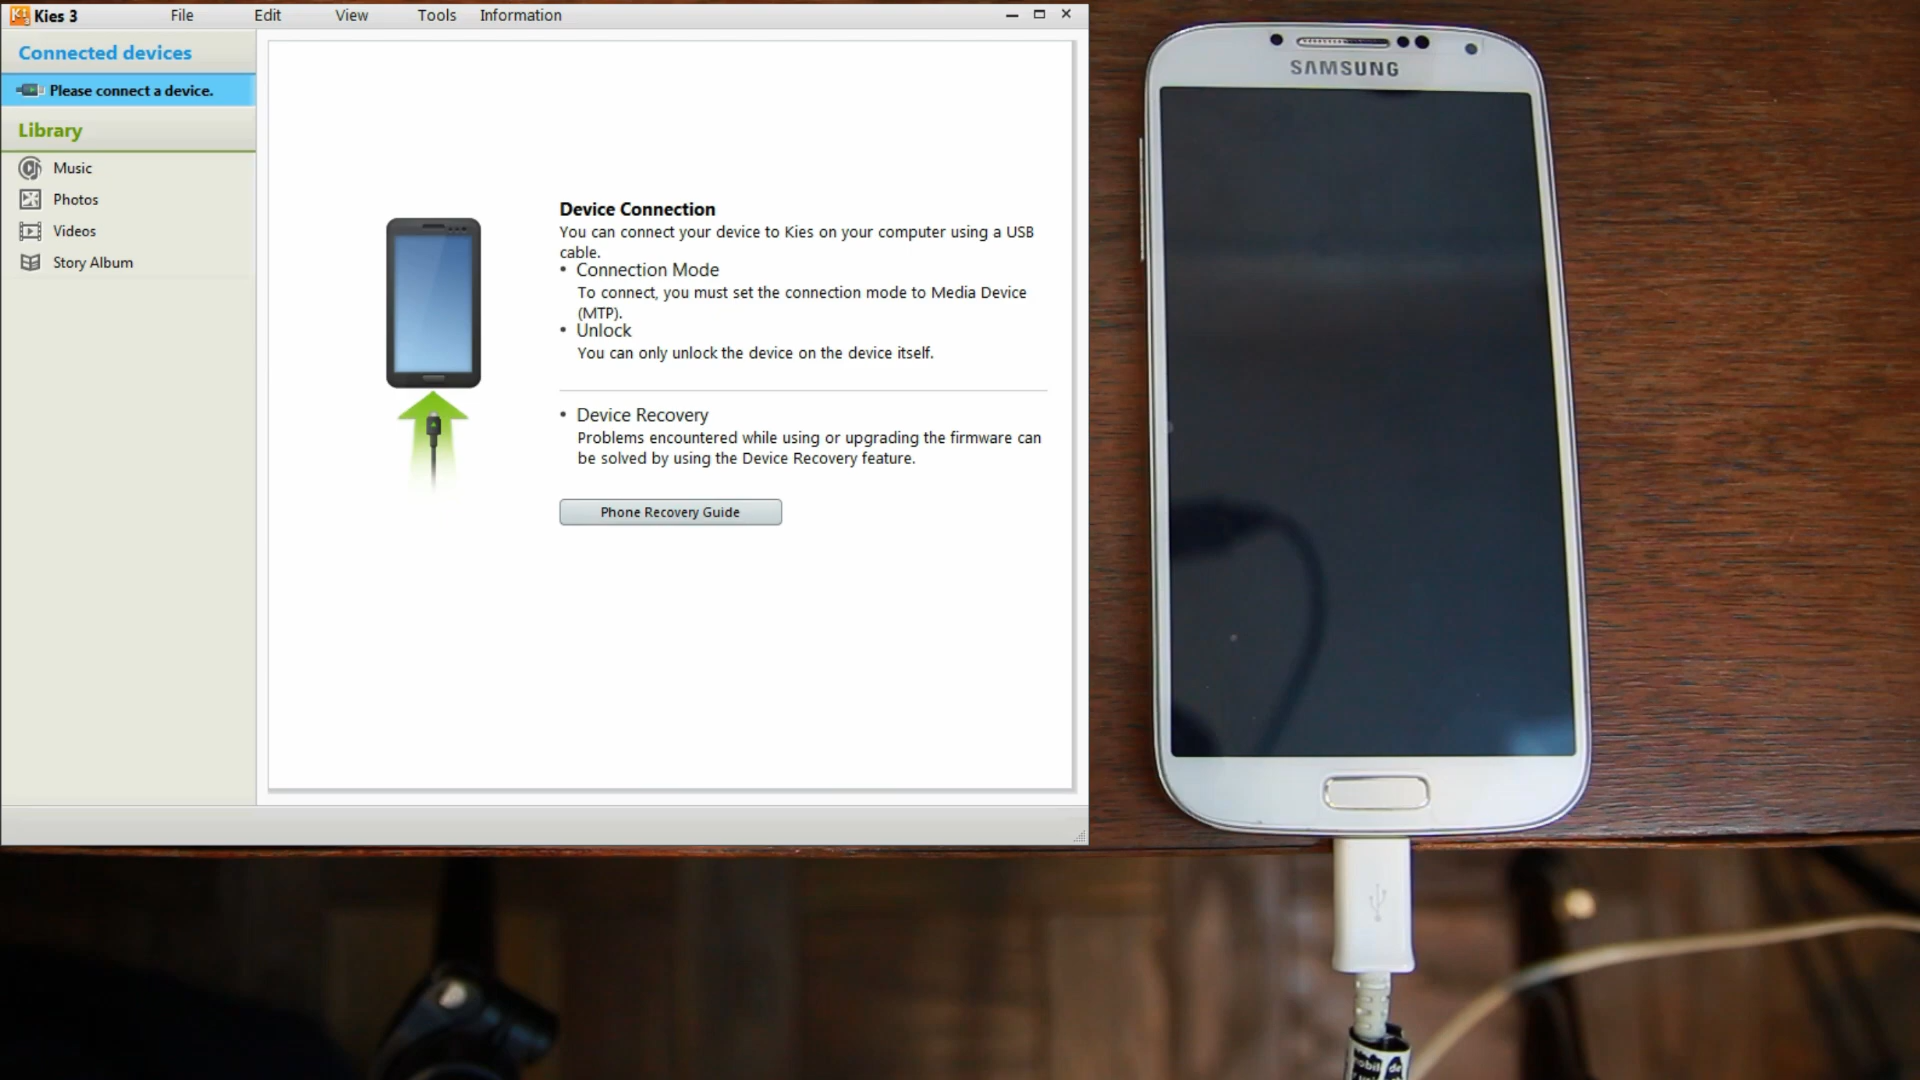 Kies 3 File Edit View Tools Information
Connected devices
Please connect a device.
Library
Music
Photos
Videos
Story Album
Device Connection
You can connect your device to Kies on your computer using a USB
cable.
• Connection Mode
To connect, you must set the connection mode to Media Device
(MTP).
• Unlock
You can only unlock the device on the device itself.
• Device Recovery
Problems encountered while using or upgrading the firmware can
be solved by using the Device Recovery feature.
Phone Recovery Guide
SAMSUNG